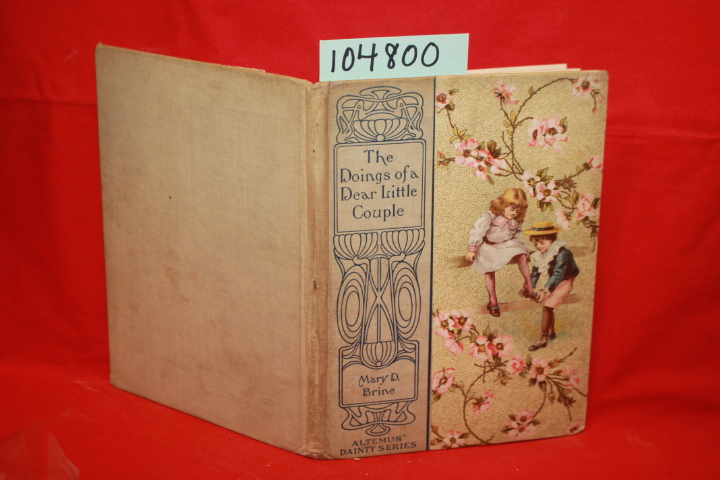 104800
The
Doings of a
Dear Little
Couple
Mary D.
Brine
ALTEMUS'
DAINTY SERIES